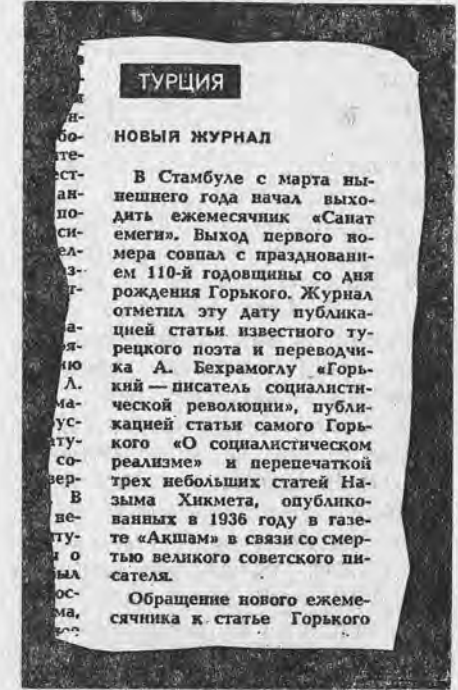 ТУРЦИЯ
НОВЫЙ ЖУРНАЛ
В Стамбуле с марта ны-
нешнего года начал выхо-
дить ежемесячник «Санат
емеги». Выход первого но-
мера совпал с праздновани-
ем 110-й годовщины со дня
рождения Горького. Журнал
отметил эту дату публика-
цией статьи известного ту-
рецкого поэта и переводчи-
ка А. Бехрамоглу «Горь-
кий — писатель социалисти-
ческой революции», публи-
кацией статьи самого Горь-
кого «О социалистическом
реализме» и перепечаткой
трех небольших статей На-
зыма Хикмета, опублико-
ванных в 1936 году в газе-
те «Акшам» в связи со смер-
тью великого советского пи-
сателя.
Обращение нового ежеме-
сячника к статье Горького